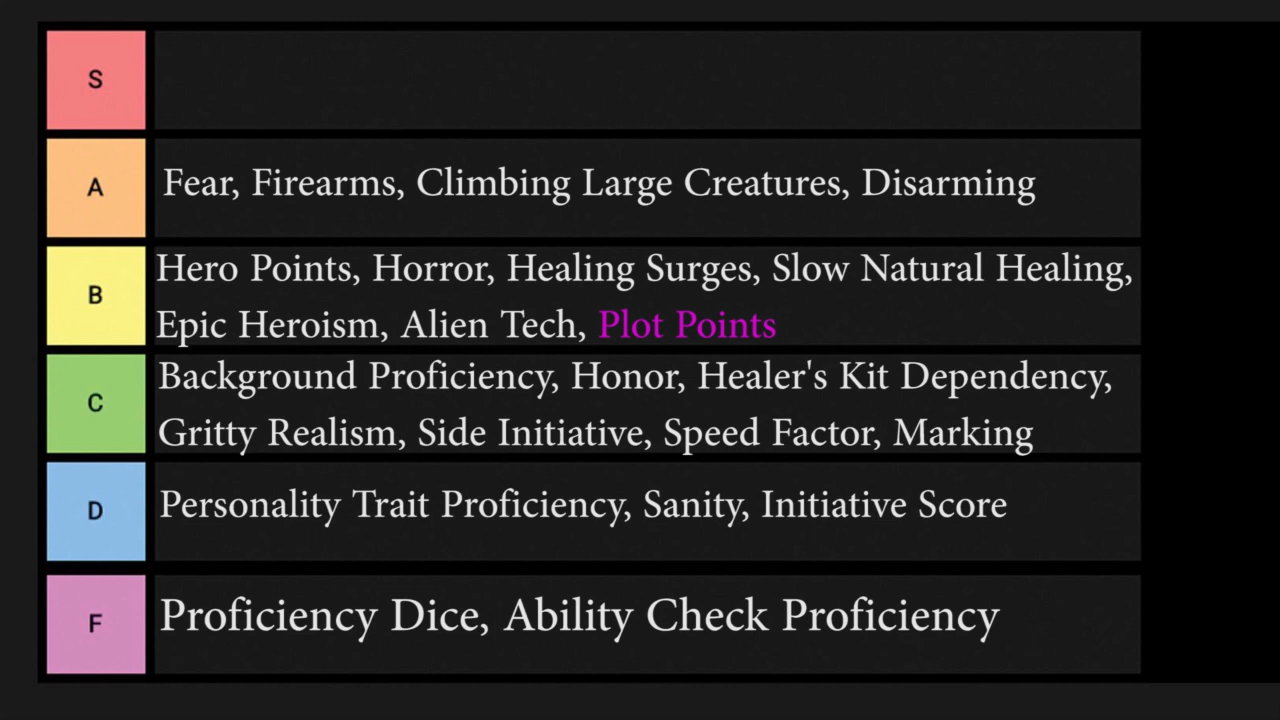 S
A
Fear, Firearms, Climbing Large Creatures, Disarming
B
Hero Points, Horror, Healing Surges, Slow Natural Healing,
Epic Heroism, Alien Tech, Plot Points
C
Background Proficiency, Honor, Healer's Kit Dependency,
Gritty Realism, Side Initiative, Speed Factor, Marking
D
Personality Trait Proficiency, Sanity, Initiative Score
F
Proficiency Dice, Ability Check Proficiency